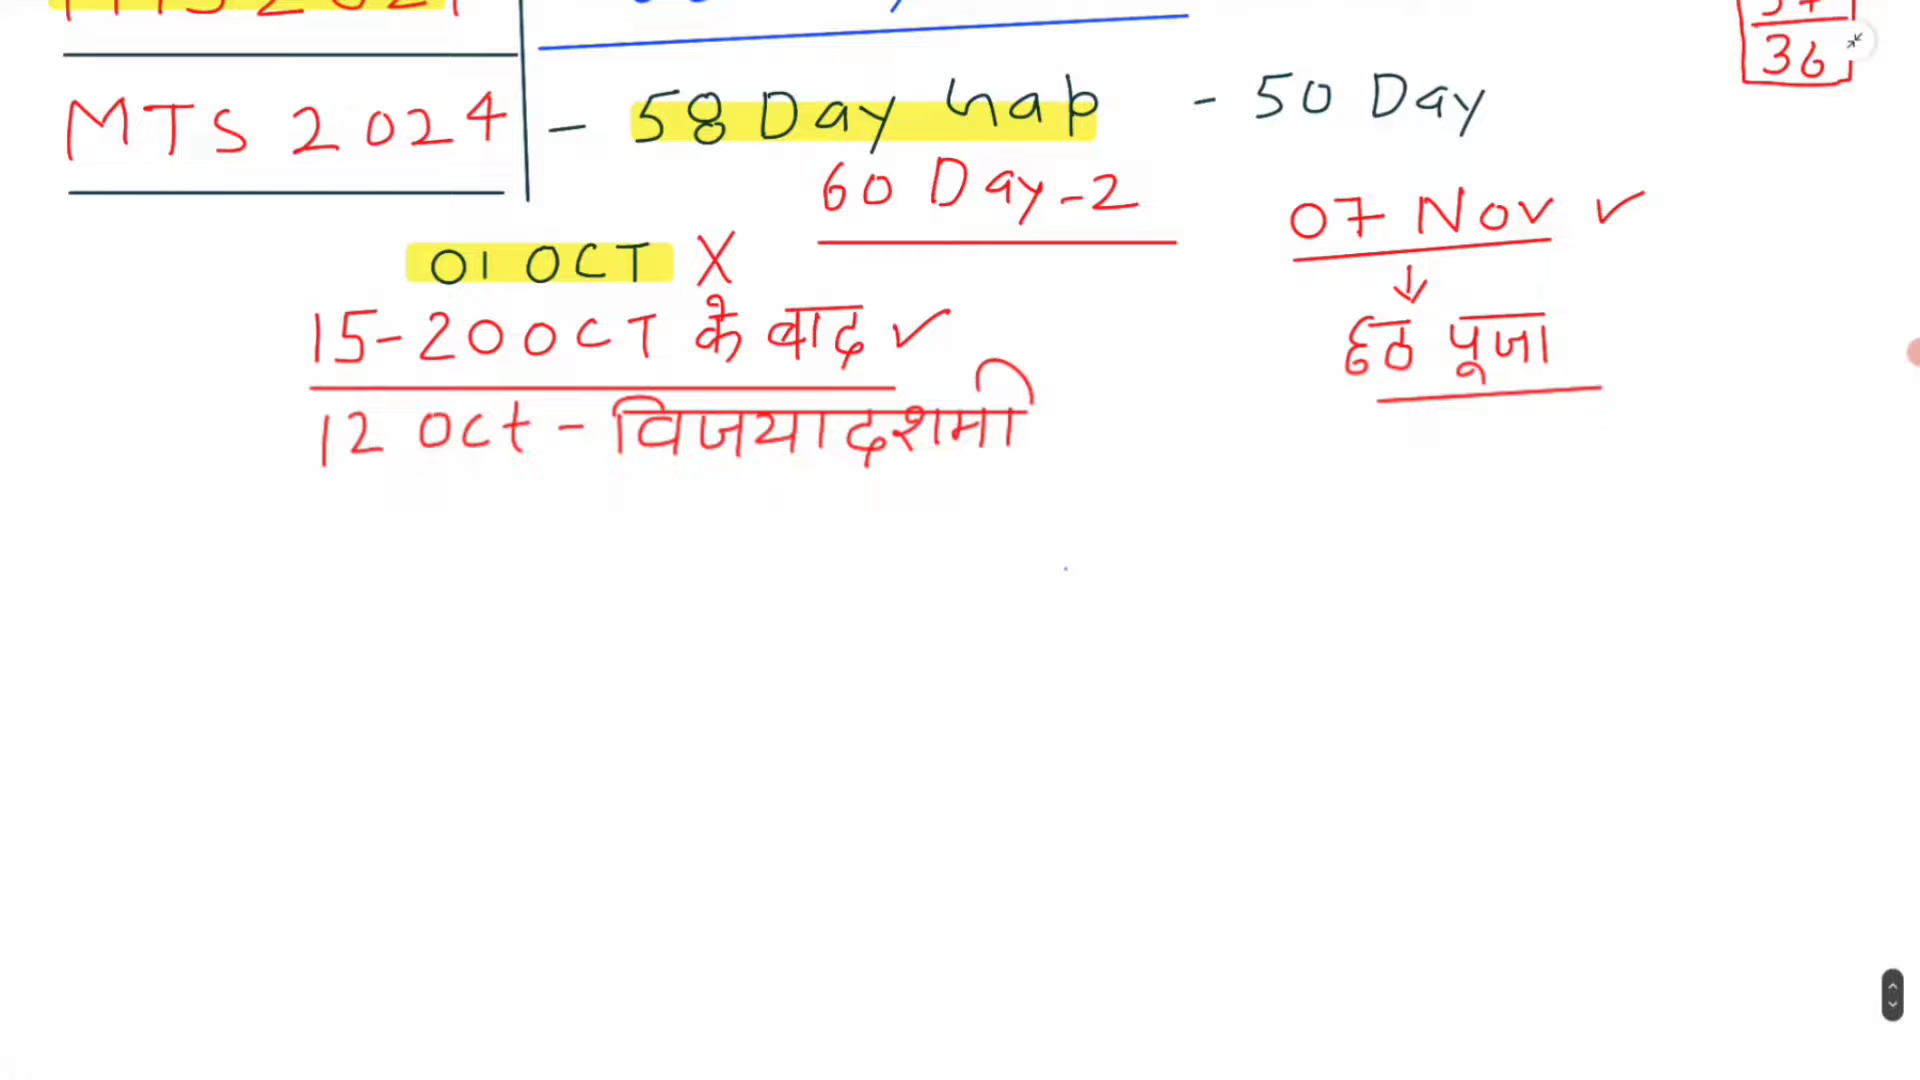 MTS 2024 - 58 Day Gap - 50 Day
60 Day-2
01 OCT X
07 Nov ✓
15-20 OCT के बाद ✓
छठ पूजा
12 Oct - विजयादशमी
36